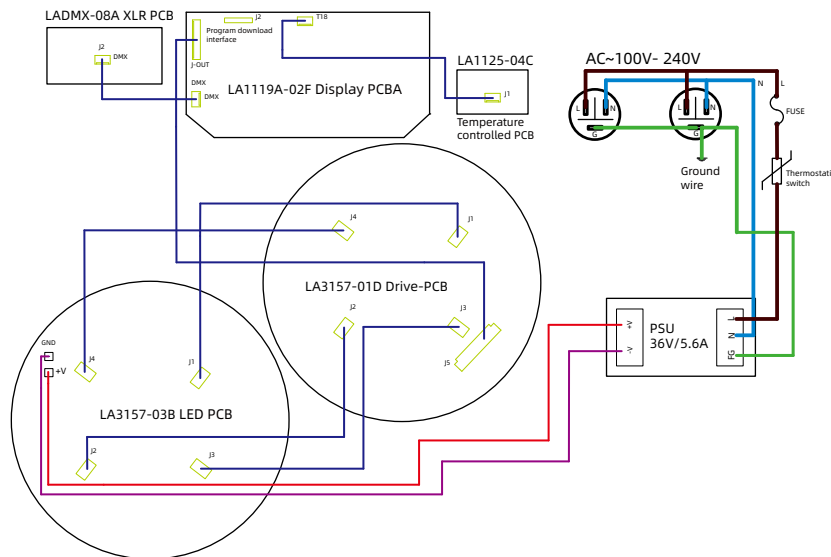 LADMX-08A XLR PCB
J2
DMX
J2
Program download
interface
J-OUT
T18
DMX
DMX
LA1119A-02F Display PCBA
LA1125-04C
J1
Temperature
controlled PCB
AC~100V- 240V
L
N
G
L
N
G
N
L
FUSE
Ground
wire
Thermostati
switch
J4
J1
LA3157-01D Drive-PCB
J2
J3
J5
GND
+V
J4
J1
LA3157-03B LED PCB
J2
J3
+V
-V
PSU
36V/5.6A
L
N
FG